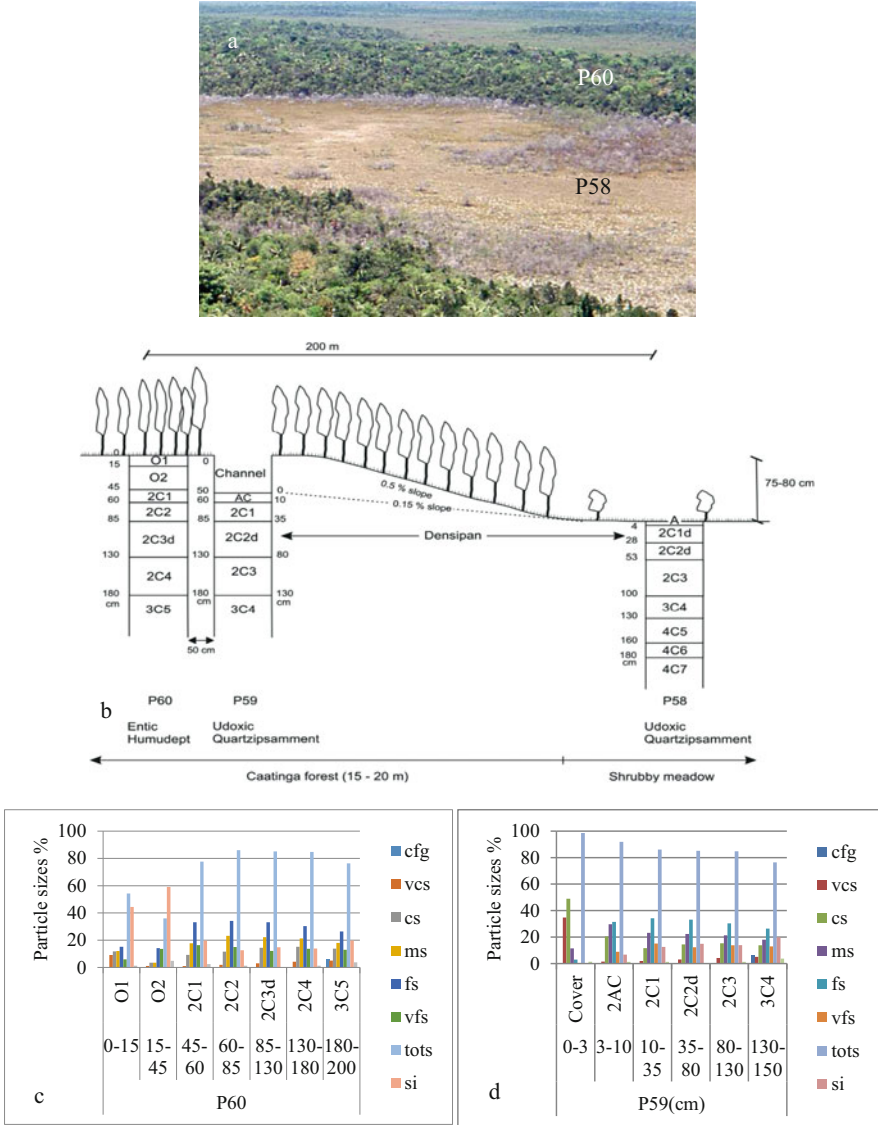 a
P60
P58
200 m
0
O1
15
O2
45
2C1
60
2C2
85
2C3d
130
2C4
180
cm
3C5
0
Channel
50
0
AC
60
10
2C1
85
35
2C2d
130
80
2C3
180
cm
130
cm
3C4
50 cm
0.5 % slope
0.15 % slope
Densipan
75-80 cm
A
4
2C1d
28
2C2d
53
2C3
100
3C4
130
4C5
160
4C6
180
cm
4C7
b
P60
P59
P58
Entic
Humudept
Udoxic
Quartzipsamment
Udoxic
Quartzipsamment
Caatinga forest (15 - 20 m)
Shrubby meadow
Particle sizes %
100
80
60
40
20
0
O1
O2
2C1
2C2
2C3d
2C4
3C5
0-15
15-
45
45-
60
60-
85
85-
130
130-
180
180-
200
P60
c
cfg
vcs
cs
ms
fs
vfs
tots
si
Particle sizes %
100
80
60
40
20
0
Cover
2AC
2C1
2C2d
2C3
3C4
0-3
3-10
10-
35
35-
80
80-
130
130-
150
P59(cm)
d
cfg
vcs
cs
ms
fs
vfs
tots
si